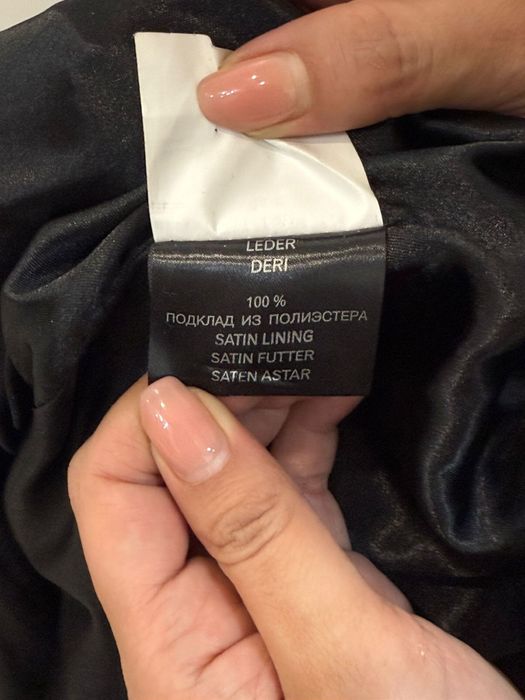 LEDER
DERI
100 %
ПОДКЛАД ИЗ ПОЛИЭСТЕРА
SATIN LINING
SATIN FUTTER
SATEN ASTAR